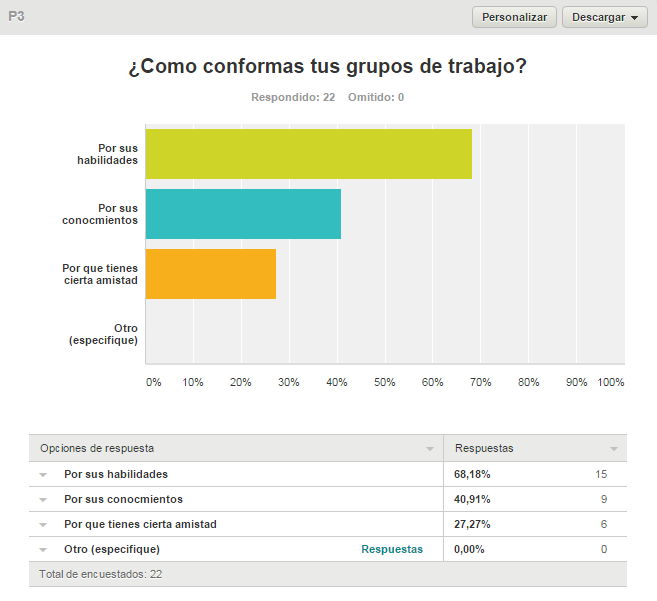 P3
Personalizar
Descargar
¿Como conformas tus grupos de trabajo?
Respondido: 22 Omitido: 0
Por sus
habilidades
Por sus
conocmientos
Por que tienes
cierta amistad
Otro
(especifique)
0% 10% 20% 30% 40% 50% 60% 70% 80% 90% 100%
Opciones de respuesta Respuestas
Por sus habilidades 68,18% 15
Por sus conocmientos 40,91% 9
Por que tienes cierta amistad 27,27% 6
Otro (especifique) Respuestas 0,00% 0
Total de encuestados: 22